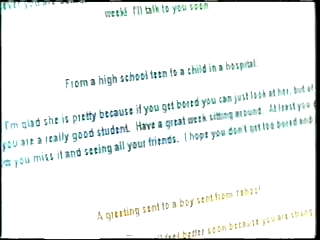 week! I'll talk to you soon
From a high school teen to a child in a hospital:
I'm glad she is pretty because if you get bored you can just look at her, but
you are a really good student. Have a great week sitting around. At least you
you miss it and seeing all your friends. I hope you don't get too bored and
A greeting sent to a boy sent from
feel better soon because you are strong